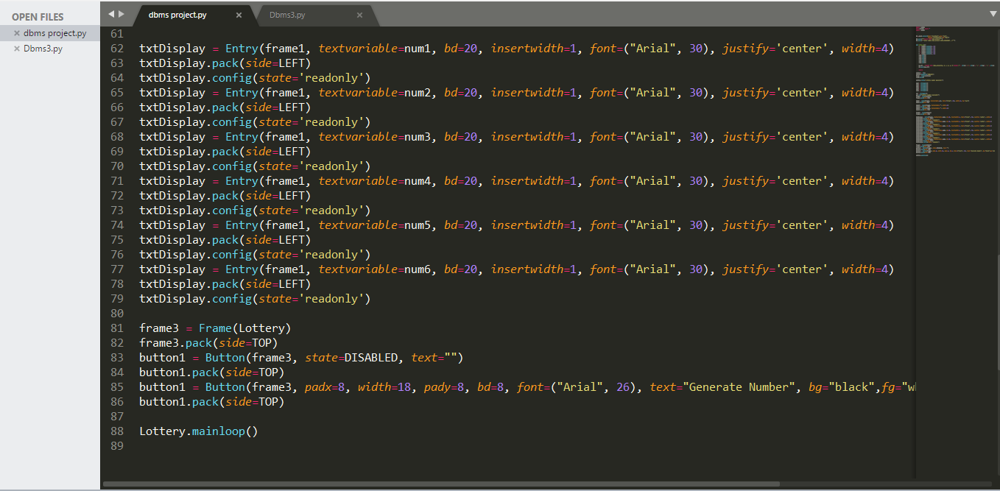 OPEN FILES
dbms project.py
Dbms3.py
dbms project.py
Dbms3.py
61
62 txtDisplay = Entry(frame1, textvariable=num1, bd=20, insertwidth=1, font=("Arial", 30), justify='center', width=4)
63 txtDisplay.pack(side=LEFT)
64 txtDisplay.config(state='readonly')
65 txtDisplay = Entry(frame1, textvariable=num2, bd=20, insertwidth=1, font=("Arial", 30), justify='center', width=4)
66 txtDisplay.pack(side=LEFT)
67 txtDisplay.config(state='readonly')
68 txtDisplay = Entry(frame1, textvariable=num3, bd=20, insertwidth=1, font=("Arial", 30), justify='center', width=4)
69 txtDisplay.pack(side=LEFT)
70 txtDisplay.config(state='readonly')
71 txtDisplay = Entry(frame1, textvariable=num4, bd=20, insertwidth=1, font=("Arial", 30), justify='center', width=4)
72 txtDisplay.pack(side=LEFT)
73 txtDisplay.config(state='readonly')
74 txtDisplay = Entry(frame1, textvariable=num5, bd=20, insertwidth=1, font=("Arial", 30), justify='center', width=4)
75 txtDisplay.pack(side=LEFT)
76 txtDisplay.config(state='readonly')
77 txtDisplay = Entry(frame1, textvariable=num6, bd=20, insertwidth=1, font=("Arial", 30), justify='center', width=4)
78 txtDisplay.pack(side=LEFT)
79 txtDisplay.config(state='readonly')
80
81 frame3 = Frame(Lottery)
82 frame3.pack(side=TOP)
83 button1 = Button(frame3, state=DISABLED, text="")
84 button1.pack(side=TOP)
85 button1 = Button(frame3, padx=8, width=18, pady=8, bd=8, font=("Arial", 26), text="Generate Number", bg="black",fg="w
86 button1.pack(side=TOP)
87
88 Lottery.mainloop()
89